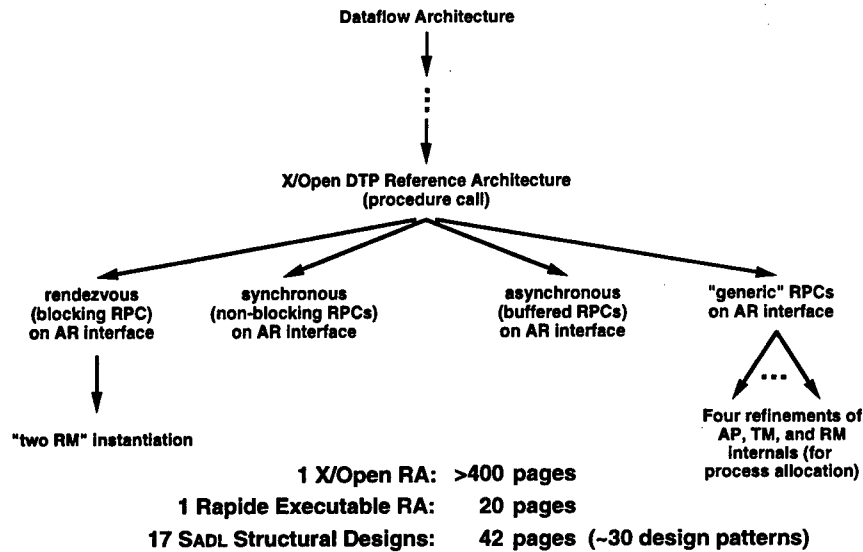 Dataflow Architecture
X/Open DTP Reference Architecture
(procedure call)
rendezvous
(blocking RPC)
on AR interface
synchronous
(non-blocking RPCs)
on AR interface
asynchronous
(buffered RPCs)
on AR interface
"generic" RPCs
on AR interface
...
"two RM" instantiation
Four refinements of
AP, TM, and RM
internals (for
process allocation)
1 X/Open RA: >400 pages
1 Rapide Executable RA: 20 pages
17 SADL Structural Designs: 42 pages (~30 design patterns)